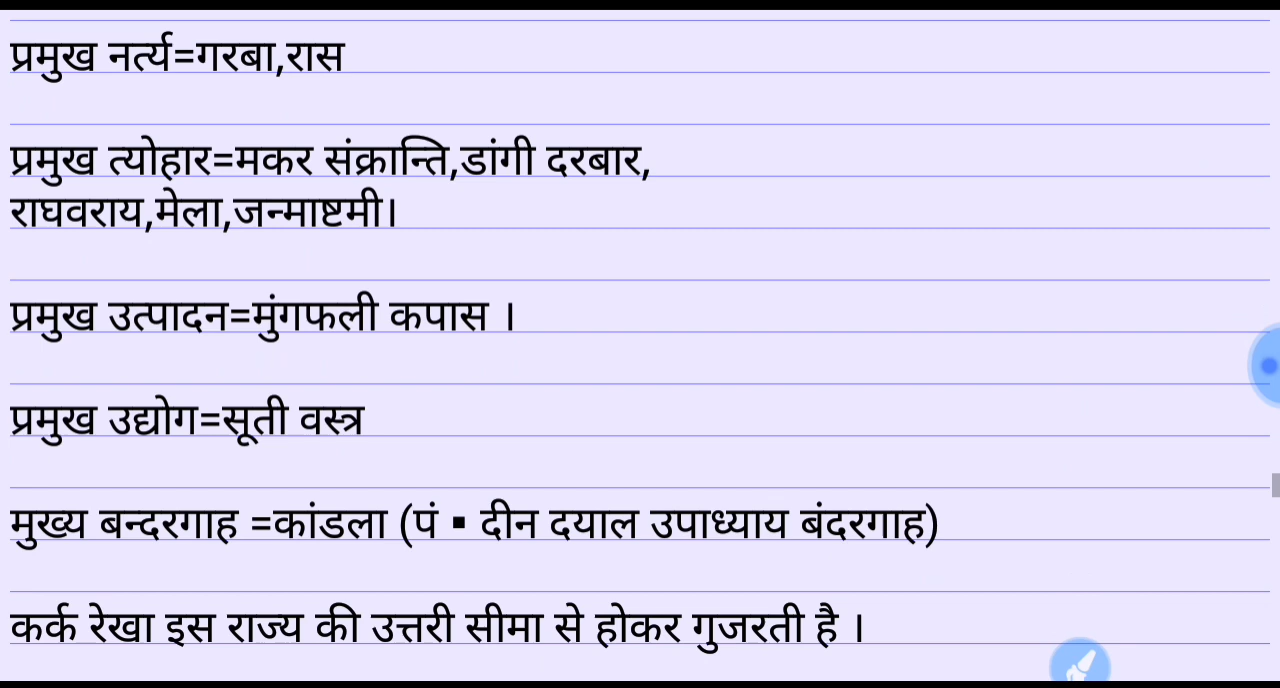 प्रमुख नर्त्य=गरबा,रास
प्रमुख त्योहार=मकर संक्रान्ति,डांगी दरबार,
राघवराय,मेला,जन्माष्टमी।
प्रमुख उत्पादन=मुंगफली कपास ।
प्रमुख उद्योग=सूती वस्त्र
मुख्य बन्दरगाह =कांडला (पं ▪ दीन दयाल उपाध्याय बंदरगाह)
कर्क रेखा इस राज्य की उत्तरी सीमा से होकर गुजरती है ।